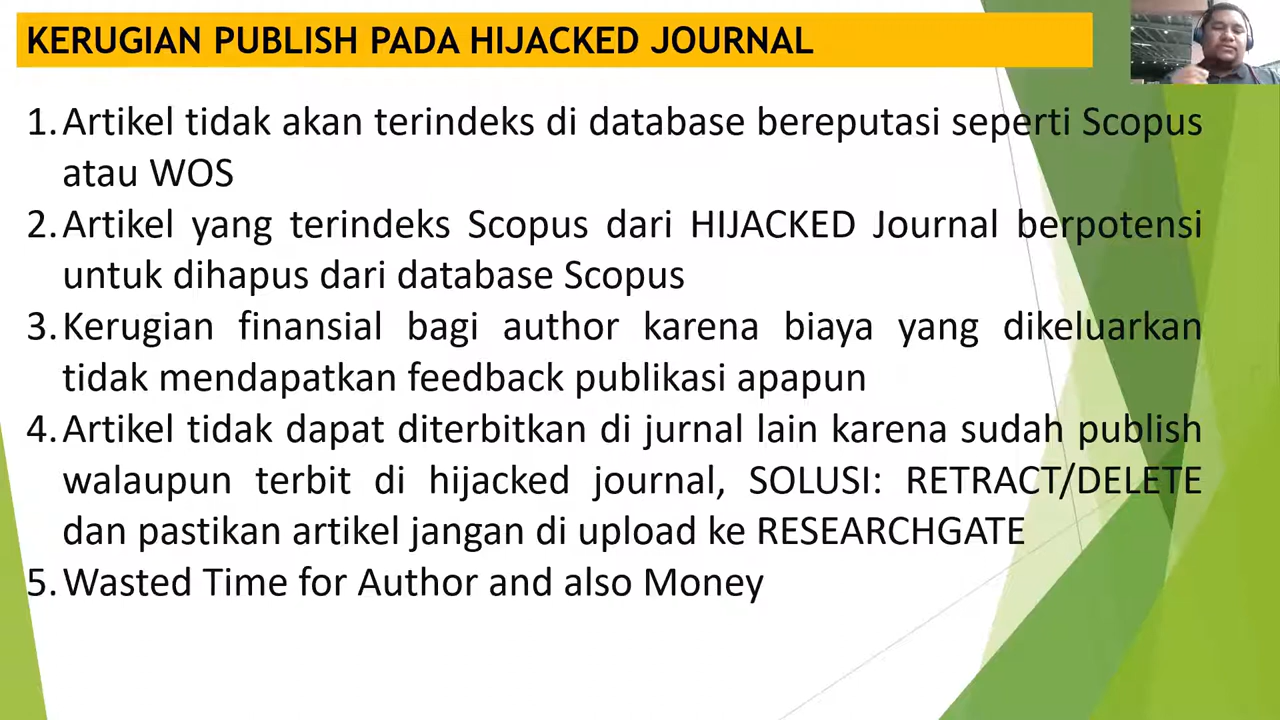 KERUGIAN PUBLISH PADA HIJACKED JOURNAL
1. Artikel tidak akan terindeks di database bereputasi seperti Scopus
atau WOS
2. Artikel yang terindeks Scopus dari HIJACKED Journal berpotensi
untuk dihapus dari database Scopus
3. Kerugian finansial bagi author karena biaya yang dikeluarkan
tidak mendapatkan feedback publikasi apapun
4. Artikel tidak dapat diterbitkan di jurnal lain karena sudah publish
walaupun terbit di hijacked journal, SOLUSI: RETRACT/DELETE
dan pastikan artikel jangan di upload ke RESEARCHGATE
5. Wasted Time for Author and also Money